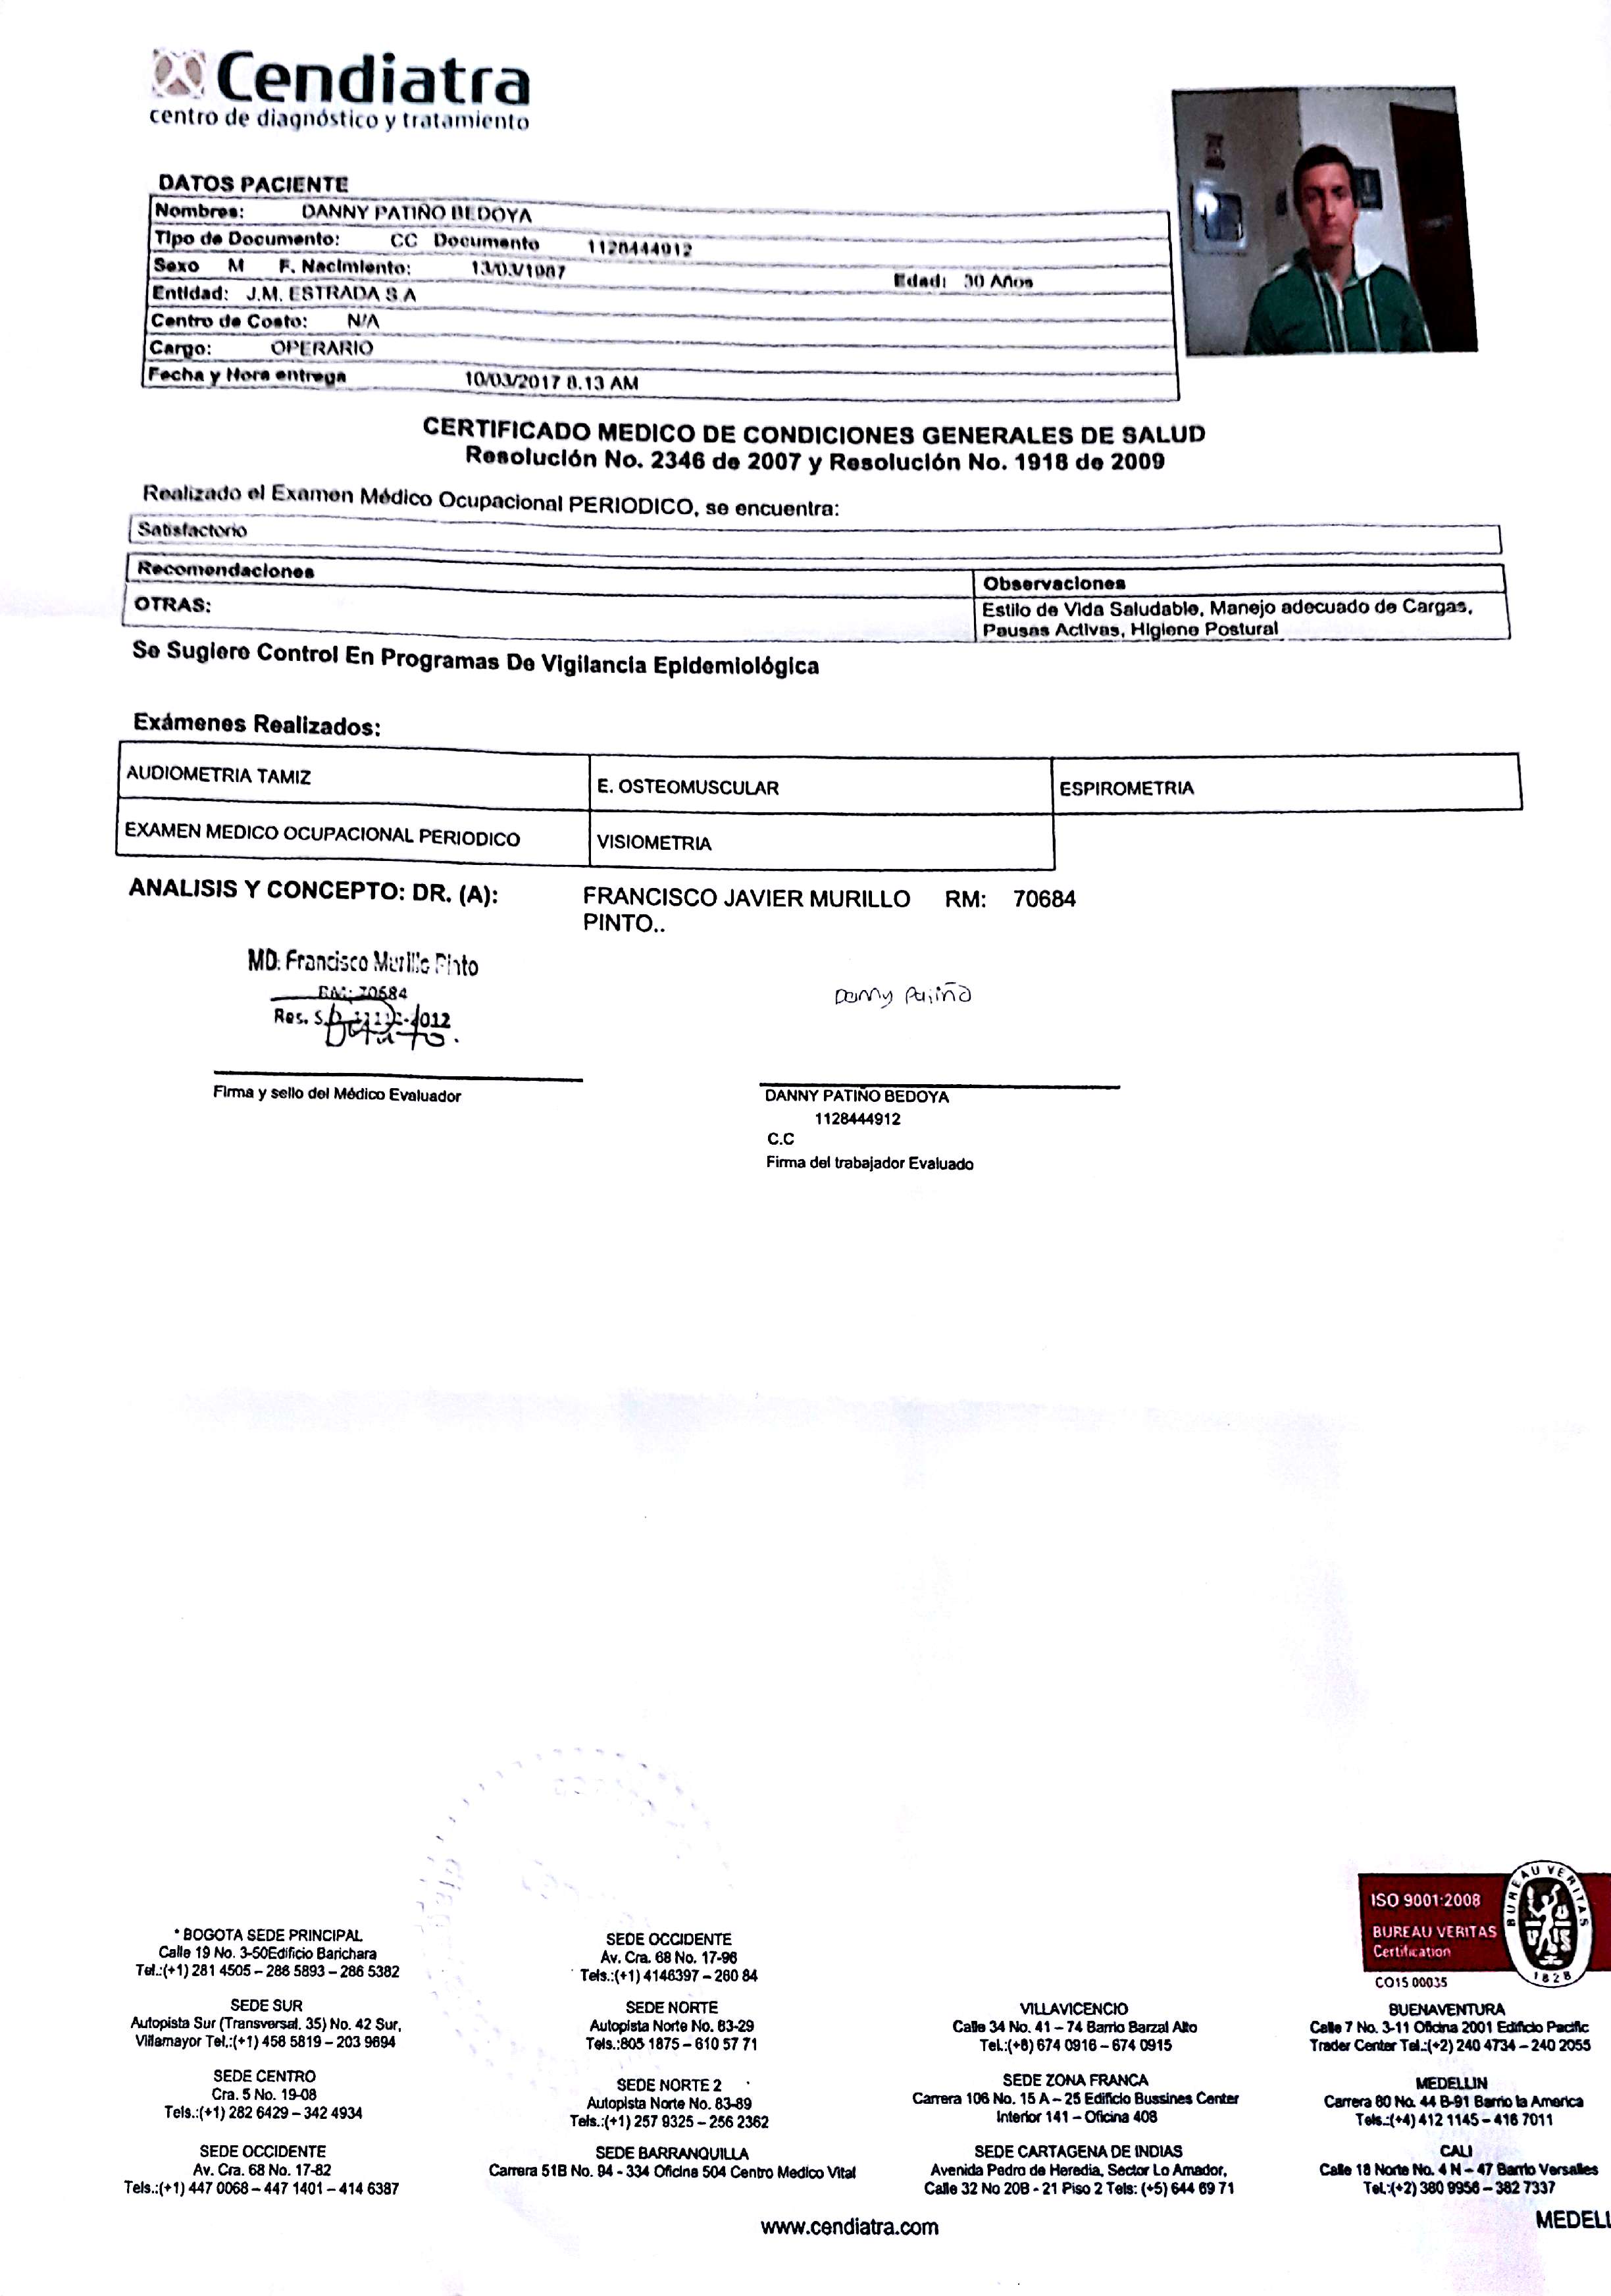 Cendiatra
centro de diagnóstico y tratamiento
DATOS PACIENTE
Nombres: DANNY PATIÑO BEDOYA
Tipo de Documento: CC Documento 1128444912
Sexo M F. Nacimiento: 13/03/1987 Edad: 30 Años
Entidad: J.M. ESTRADA S.A
Centro de Costo: N/A
Cargo: OPERARIO
Fecha y Hora entrega 10/03/2017 8.13 AM
CERTIFICADO MEDICO DE CONDICIONES GENERALES DE SALUD
Resolución No. 2346 de 2007 y Resolución No. 1918 de 2009
Realizado el Examen Médico Ocupacional PERIODICO, se encuentra:
Satisfactorio
Recomendaciones Observaciones
OTRAS: Estilo de Vida Saludable, Manejo adecuado de Cargas,
Pausas Activas, Higiene Postural
Se Sugiere Control En Programas De Vigilancia Epidemiológica
Exámenes Realizados:
AUDIOMETRIA TAMIZ E. OSTEOMUSCULAR ESPIROMETRIA
EXAMEN MEDICO OCUPACIONAL PERIODICO VISIOMETRIA
ANALISIS Y CONCEPTO: DR. (A): FRANCISCO JAVIER MURILLO RM: 70684
PINTO..
MD. Francisco Murillo Pinto
RM: 70684
Res. S.
Danny Patiño
Firma y sello del Médico Evaluador
DANNY PATIÑO BEDOYA
1128444912
C.C
Firma del trabajador Evaluado
ISO 9001:2008
BUREAU VERITAS
Certification
BUREAU VERITAS
1828
CO15 00035
* BOGOTA SEDE PRINCIPAL
Calle 19 No. 3-50Edificio Barichara
Tel.:(+1) 281 4505 – 286 5893 – 286 5382
SEDE SUR
Autopista Sur (Transversal. 35) No. 42 Sur,
Villamayor Tel.:(+1) 456 5819 – 203 9694
SEDE CENTRO
Cra. 5 No. 19-08
Tels.:(+1) 282 6429 – 342 4934
SEDE OCCIDENTE
Av. Cra. 68 No. 17-82
Tels.:(+1) 447 0068 – 447 1401 – 414 6387
SEDE OCCIDENTE
Av. Cra. 68 No. 17-96
Tels.:(+1) 4146397 – 260 84
SEDE NORTE
Autopista Norte No. 83-29
Tels.:805 1875 – 610 57 71
SEDE NORTE 2
Autopista Norte No. 83-89
Tels.:(+1) 257 9325 – 256 2362
SEDE BARRANQUILLA
Carrera 51B No. 94 - 334 Oficina 504 Centro Medico Vital
VILLAVICENCIO
Calle 34 No. 41 – 74 Barrio Barzal Alto
Tel.:(+8) 674 0916 – 674 0915
SEDE ZONA FRANCA
Carrera 106 No. 15 A – 25 Edificio Bussines Center
Interior 141 – Oficina 408
SEDE CARTAGENA DE INDIAS
Avenida Pedro de Heredia, Sector Lo Amador,
Calle 32 No 20B - 21 Piso 2 Tels: (+5) 644 69 71
BUENAVENTURA
Calle 7 No. 3-11 Oficina 2001 Edificio Pacific
Trader Center Tel.:(+2) 240 4734 – 240 2055
MEDELLIN
Carrera 80 No. 44 B-91 Barrio la America
Tels.:(+4) 412 1145 – 416 7011
CALI
Calle 18 Norte No. 4 N – 47 Barrio Versalles
Tel.:(+2) 380 9956 – 382 7337
www.cendiatra.com
MEDELL